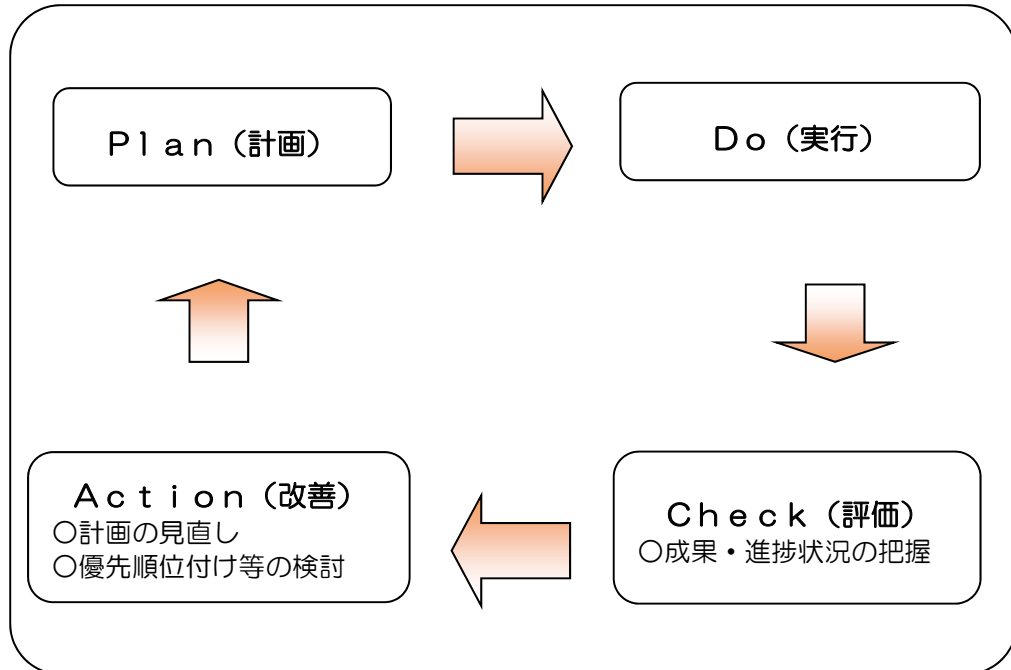 Ｐｌａｎ（計画）
Ｄｏ（実行）
Ａｃｔｉｏｎ（改善）
○計画の見直し
○優先順位付け等の検討
Ｃｈｅｃｋ（評価）
○成果・進捗状況の把握